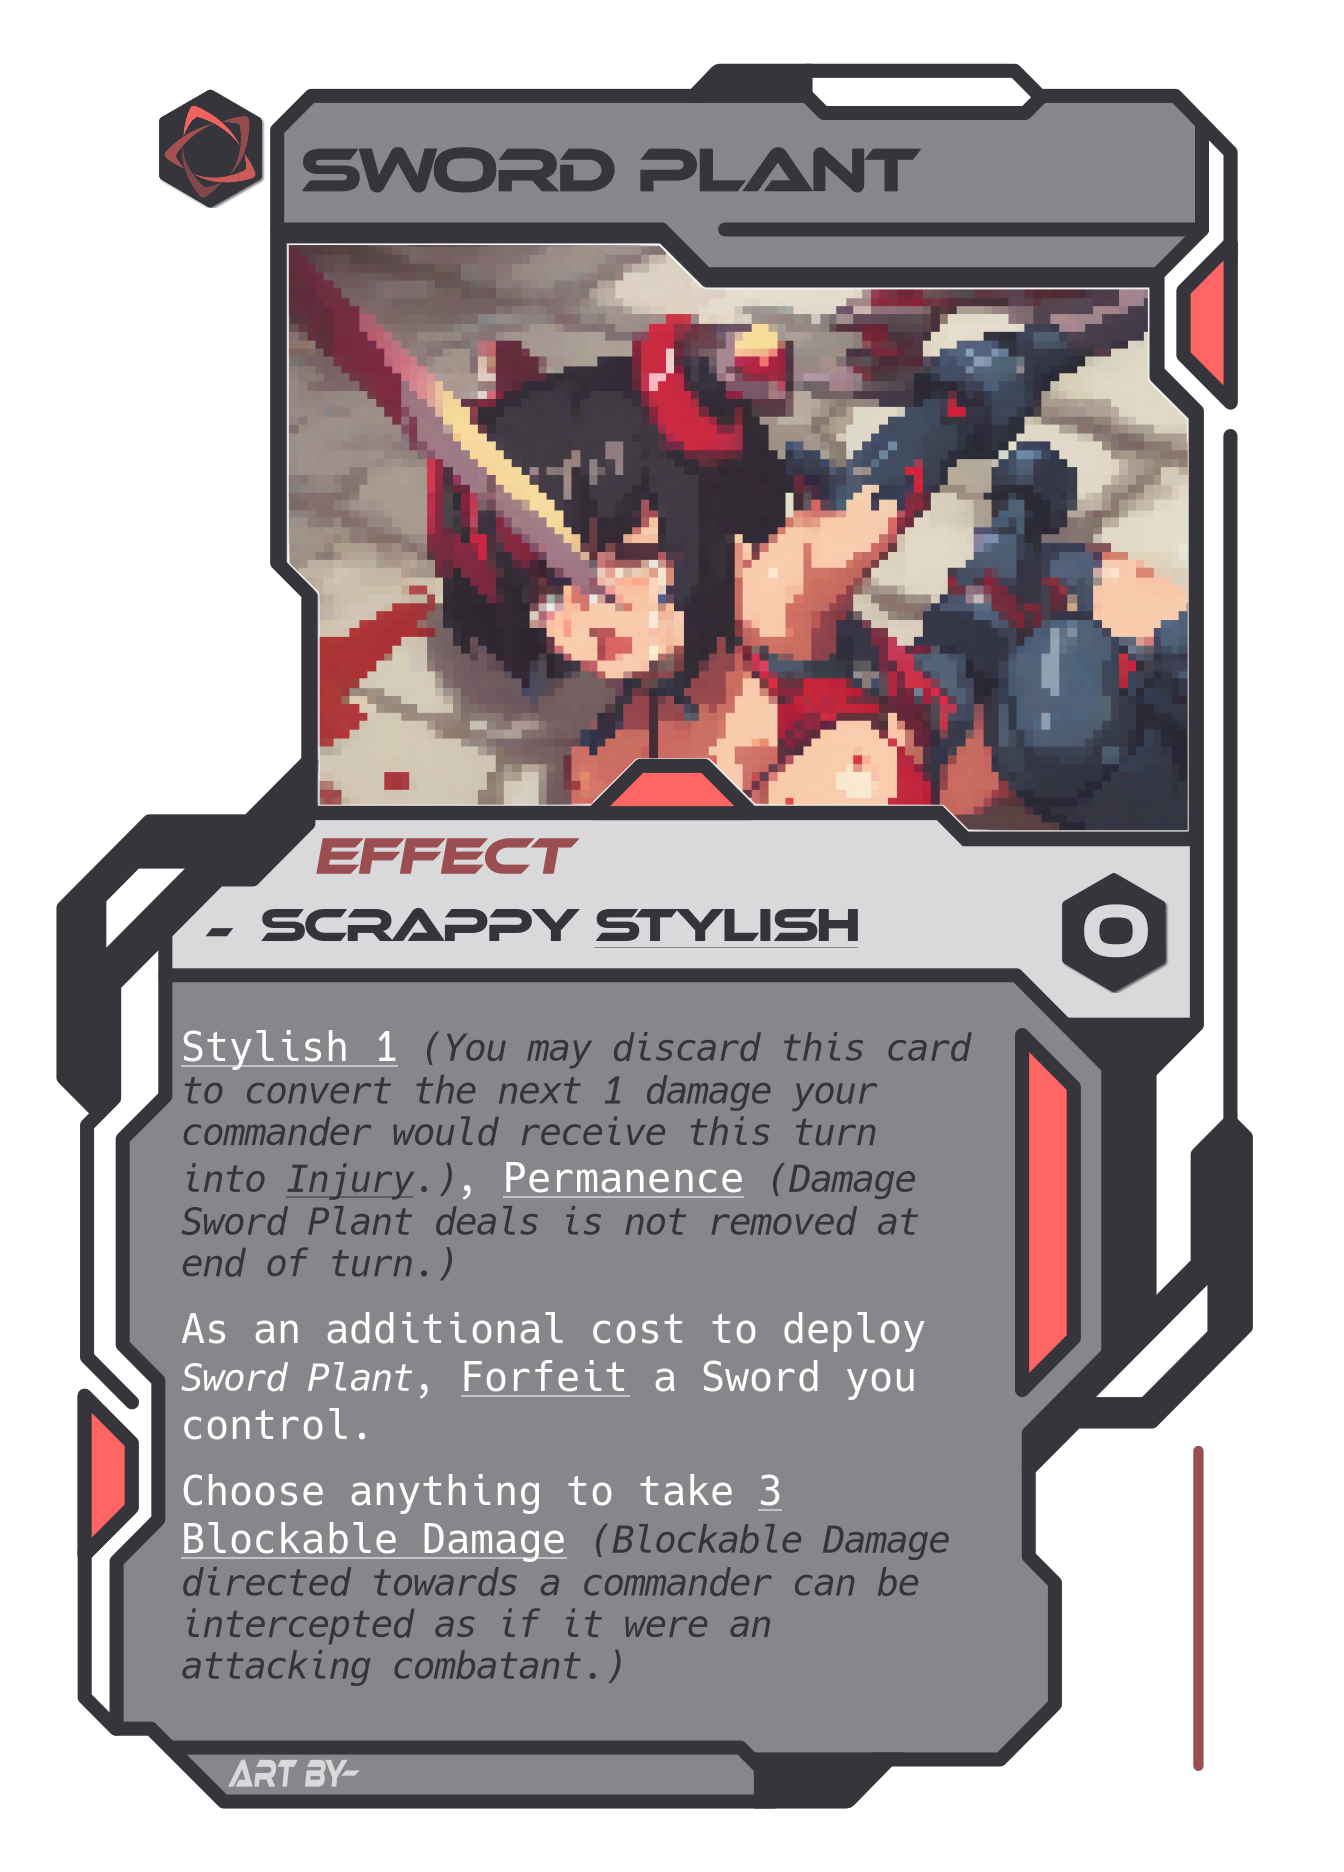 SWORD PLANT
EFFECT
- SCRAPPY STYLISH
0
Stylish 1 (You may discard this card
to convert the next 1 damage your
commander would receive this turn
into Injury.), Permanence (Damage
Sword Plant deals is not removed at
end of turn.)
As an additional cost to deploy
Sword Plant, Forfeit a Sword you
control.
Choose anything to take 3
Blockable Damage (Blockable Damage
directed towards a commander can be
intercepted as if it were an
attacking combatant.)
ART BY-